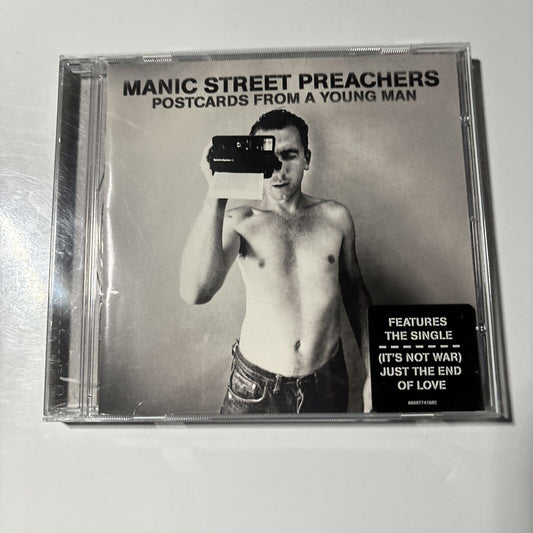 MANIC STREET PREACHERS
POSTCARDS FROM A YOUNG MAN
FEATURES
THE SINGLE
(IT'S NOT WAR)
JUST THE END
OF LOVE